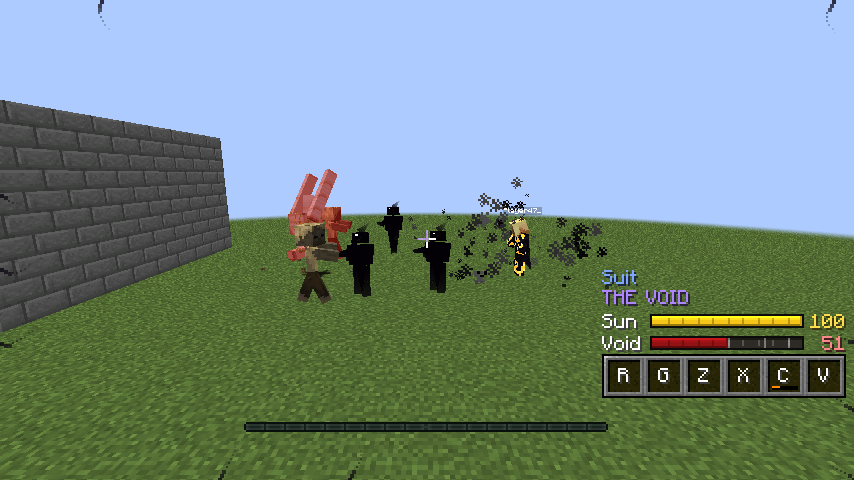 Suit
THE VOID
Sun 100
Void 51
R G Z X C V